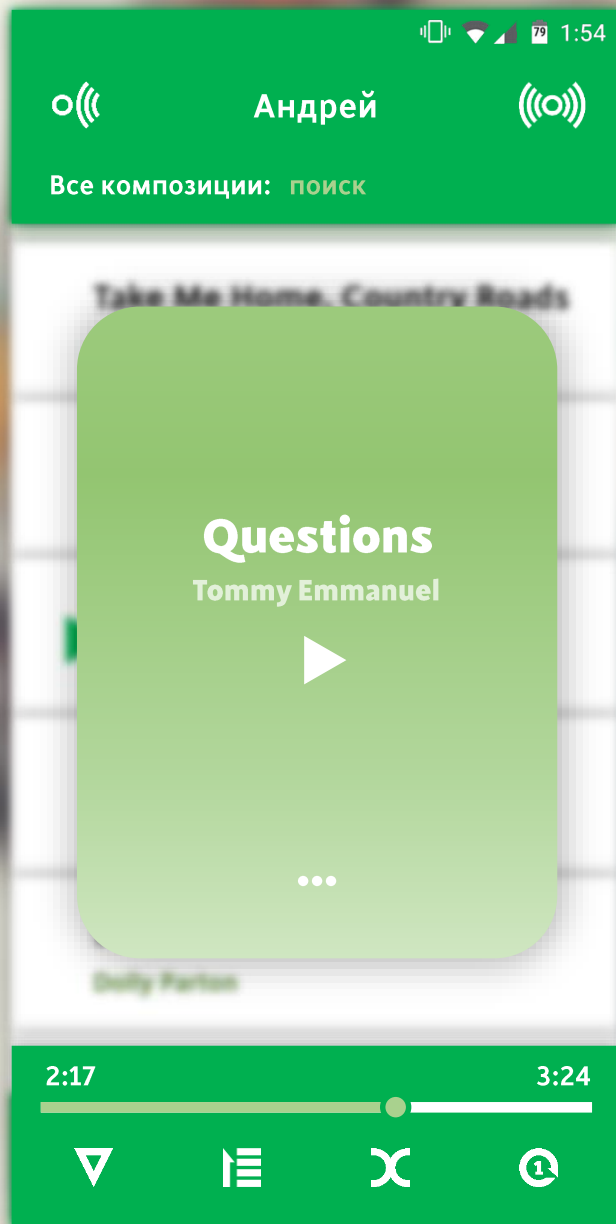 79 1:54
Андрей
Все композиции: поиск
Take Me Home, Country Roads
Questions
Tommy Emmanuel
Dolly Parton
2:17 3:24
1